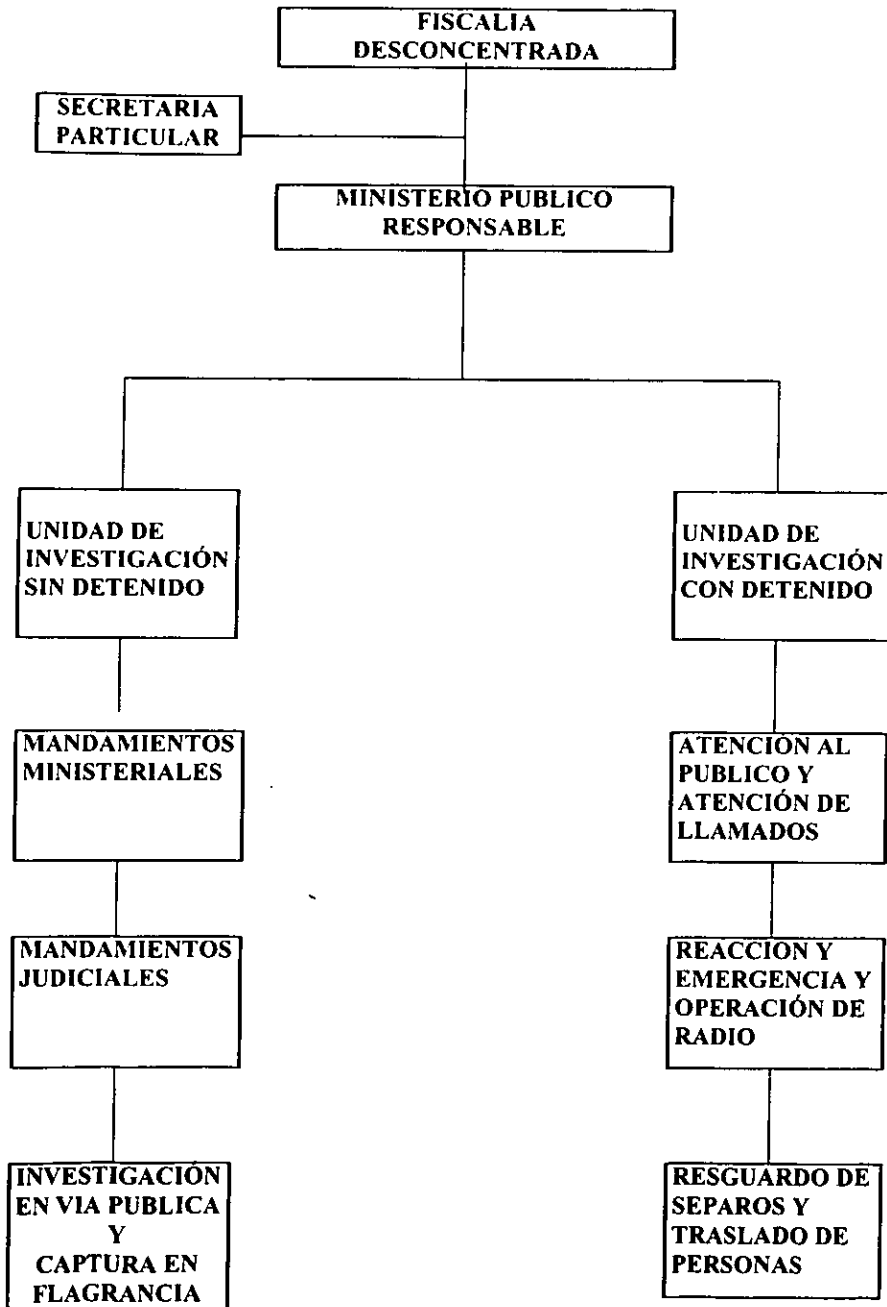 FISCALIA
DESCONCENTRADA
SECRETARIA
PARTICULAR
MINISTERIO PUBLICO
RESPONSABLE
UNIDAD DE
INVESTIGACIÓN
SIN DETENIDO
UNIDAD DE
INVESTIGACIÓN
CON DETENIDO
MANDAMIENTOS
MINISTERIALES
ATENCION AL
PUBLICO Y
ATENCIÓN DE
LLAMADOS
MANDAMIENTOS
JUDICIALES
REACCION Y
EMERGENCIA Y
OPERACIÓN DE
RADIO
INVESTIGACIÓN
EN VIA PUBLICA
Y
CAPTURA EN
FLAGRANCIA
RESGUARDO DE
SEPAROS Y
TRASLADO DE
PERSONAS